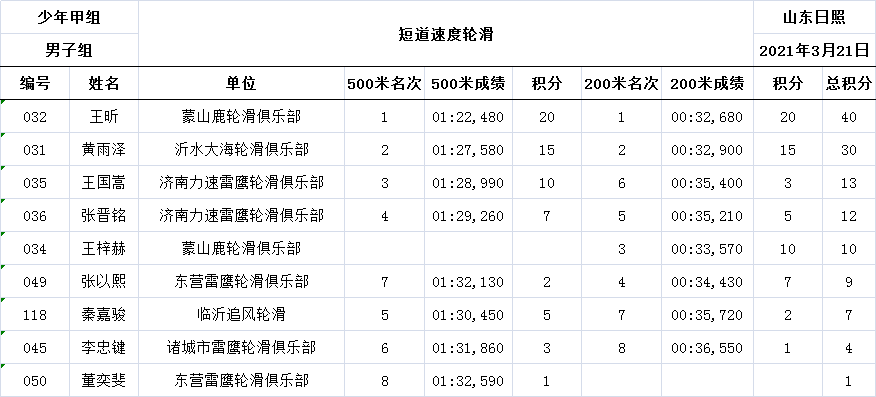 少年甲组 短道速度轮滑 山东日照
男子组 2021年3月21日
编号 姓名 单位 500米名次 500米成绩 积分 200米名次 200米成绩 积分 总积分
032 王昕 蒙山鹿轮滑俱乐部 1 01:22,480 20 1 00:32,680 20 40
031 黄雨泽 沂水大海轮滑俱乐部 2 01:27,580 15 2 00:32,900 15 30
035 王国嵩 济南力速雷鹰轮滑俱乐部 3 01:28,990 10 6 00:35,400 3 13
036 张晋铭 济南力速雷鹰轮滑俱乐部 4 01:29,260 7 5 00:35,210 5 12
034 王梓赫 蒙山鹿轮滑俱乐部 3 00:33,570 10 10
049 张以熙 东营雷鹰轮滑俱乐部 7 01:32,130 2 4 00:34,430 7 9
118 秦嘉骏 临沂追风轮滑 5 01:30,450 5 7 00:35,720 2 7
045 李忠键 诸城市雷鹰轮滑俱乐部 6 01:31,860 3 8 00:36,550 1 4
050 董奕斐 东营雷鹰轮滑俱乐部 8 01:32,590 1 1